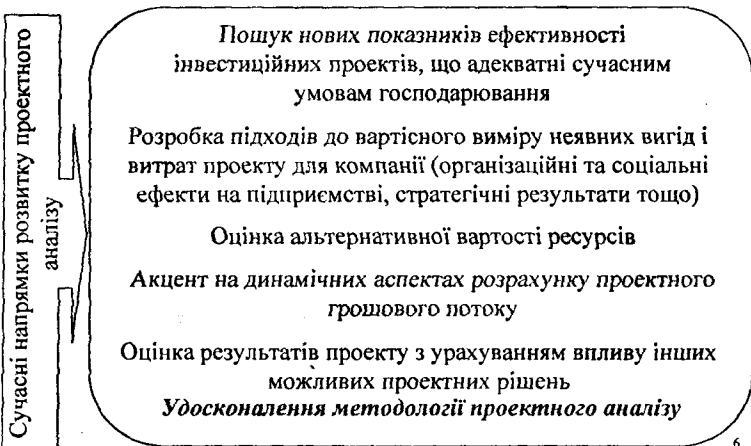 Сучасні напрямки розвитку проектного
аналізу
Пошук нових показників ефективності
інвестиційних проектів, що адекватні сучасним
умовам господарювання
Розробка підходів до вартісного виміру неявних вигід і
витрат проекту для компанії (організаційні та соціальні
ефекти на підприємстві, стратегічні результати тощо)
Оцінка альтернативної вартості ресурсів
Акцент на динамічних аспектах розрахунку проектного
грошового потоку
Оцінка результатів проекту з урахуванням впливу інших
можливих проектних рішень
Удосконалення методології проектного аналізу
6